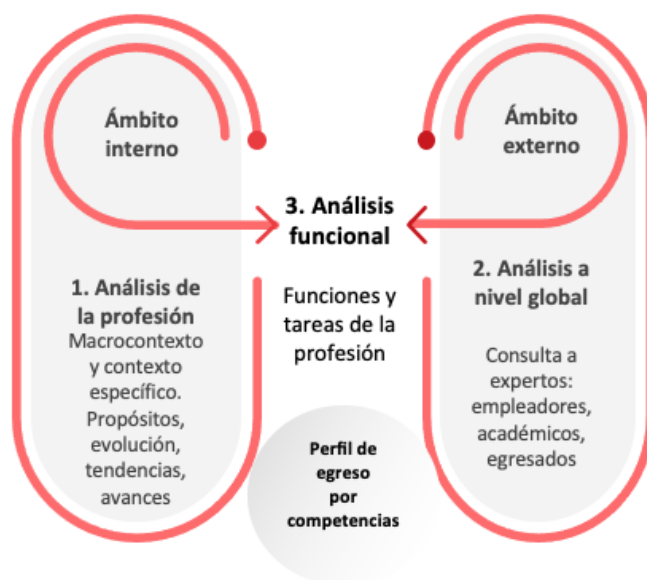 Ámbito
interno
1. Análisis de
la profesión
Macrocontexto
y contexto
específico.
Propósitos,
evolución,
tendencias,
avances
3. Análisis
funcional
Funciones y
tareas de la
profesión
Perfil de
egreso
por
competencias
Ámbito
externo
2. Análisis a
nivel global
Consulta a
expertos:
empleadores,
académicos,
egresados